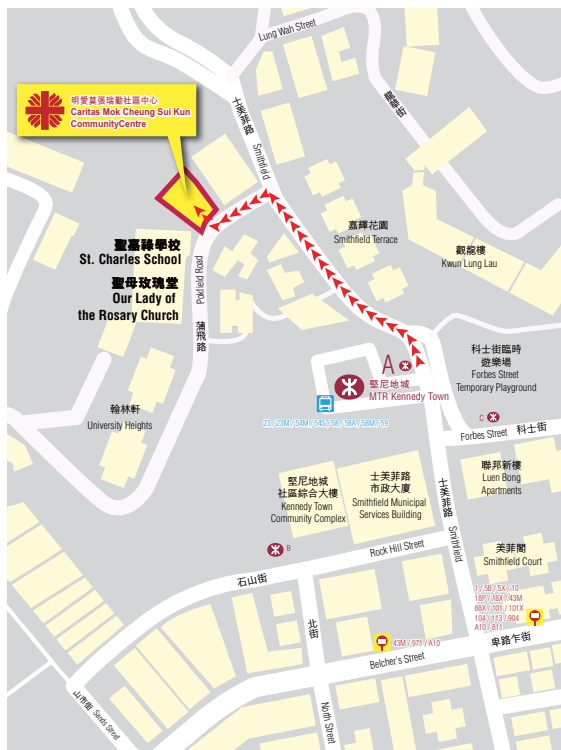 Lung Wah Street
明愛莫張瑞勤社區中心
Caritas Mok Cheung Sui Kun
CommunityCentre
士美菲路
Smithfield
龍華街
嘉輝花園
Smithfield Terrace
觀龍樓
Kwun Lung Lau
聖嘉祿學校
St. Charles School
聖母玫瑰堂
Our Lady of
the Rosary Church
Pokfield Road
蒲飛路
翰林軒
University Heights
A
堅尼地城
MTR Kennedy Town
23 / 23M / 54M / 54S / 58 / 58A / 58M / 59
科士街臨時
遊樂場
Forbes Street
Temporary Playground
C
Forbes Street
科士街
堅尼地城
社區綜合大樓
Kennedy Town
Community Complex
士美菲路
市政大廈
Smithfield Municipal
Services Building
士美菲路
Smithfield
聯邦新樓
Luen Bong
Apartments
B
Rock Hill Street
石山街
美菲閣
Smithfield Court
1 / 5B / 5X / 10
18P / 18X / 43M
88X / 101 / 101X
104 / 113 / 904
A10 / 811
北街
43M / 971 / A10
Belcher's Street
卑路乍街
山市街 Sands Street
North Street